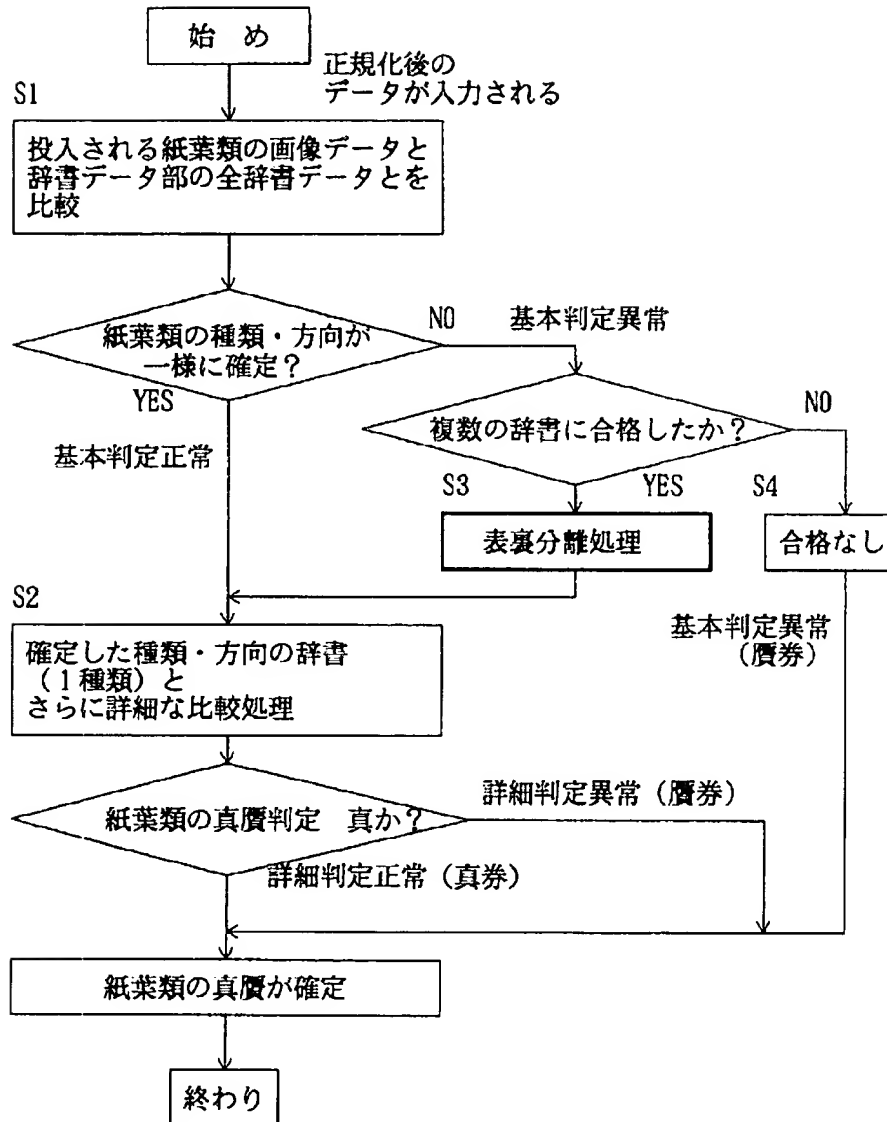 始 め
正規化後の
データが入力される
S1
投入される紙葉類の画像データと
辞書データ部の全辞書データとを
比較
紙葉類の種類・方向が
一様に確定?
NO
基本判定異常
YES
基本判定正常
複数の辞書に合格したか?
NO
S3
YES
S4
表裏分離処理
合格なし
S2
基本判定異常
(贋券)
確定した種類・方向の辞書
(1種類)と
さらに詳細な比較処理
紙葉類の真贋判定 真か?
詳細判定異常(贋券)
詳細判定正常(真券)
紙葉類の真贋が確定
終わり